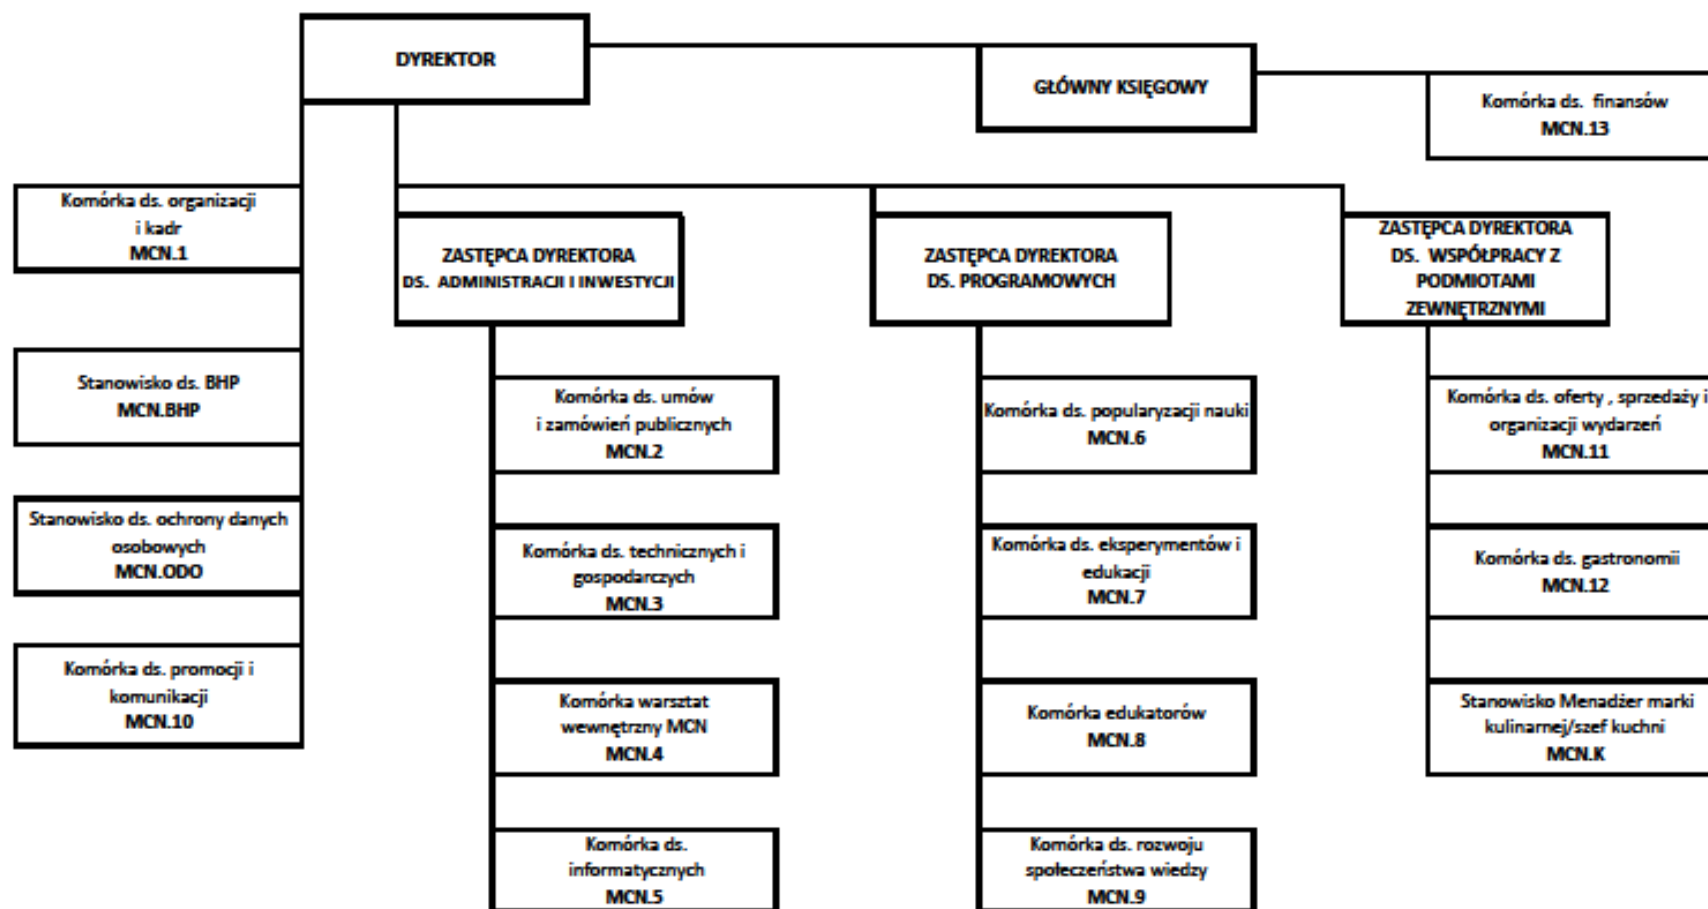 DYREKTOR
GŁÓWNY KSIĘGOWY
Komórka ds. finansów
MCN.13
Komórka ds. organizacji
i kadr
MCN.1
ZASTĘPCA DYREKTORA
DS. ADMINISTRACJI I INWESTYCJI
ZASTĘPCA DYREKTORA
DS. PROGRAMOWYCH
ZASTĘPCA DYREKTORA
DS. WSPÓŁPRACY Z
PODMIOTAMI
ZEWNĘTRZNYMI
Stanowisko ds. BHP
MCN.BHP
Komórka ds. umów
i zamówień publicznych
MCN.2
Komórka ds. popularyzacji nauki
MCN.6
Komórka ds. oferty , sprzedaży i
organizacji wydarzeń
MCN.11
Stanowisko ds. ochrony danych
osobowych
MCN.ODO
Komórka ds. technicznych i
gospodarczych
MCN.3
Komórka ds. eksperymentów i
edukacji
MCN.7
Komórka ds. gastronomii
MCN.12
Komórka ds. promocji i
komunikacji
MCN.10
Komórka warsztat
wewnętrzny MCN
MCN.4
Komórka edukatorów
MCN.8
Stanowisko Menadżer marki
kulinarnej/szef kuchni
MCN.K
Komórka ds.
informatycznych
MCN.5
Komórka ds. rozwoju
społeczeństwa wiedzy
MCN.9